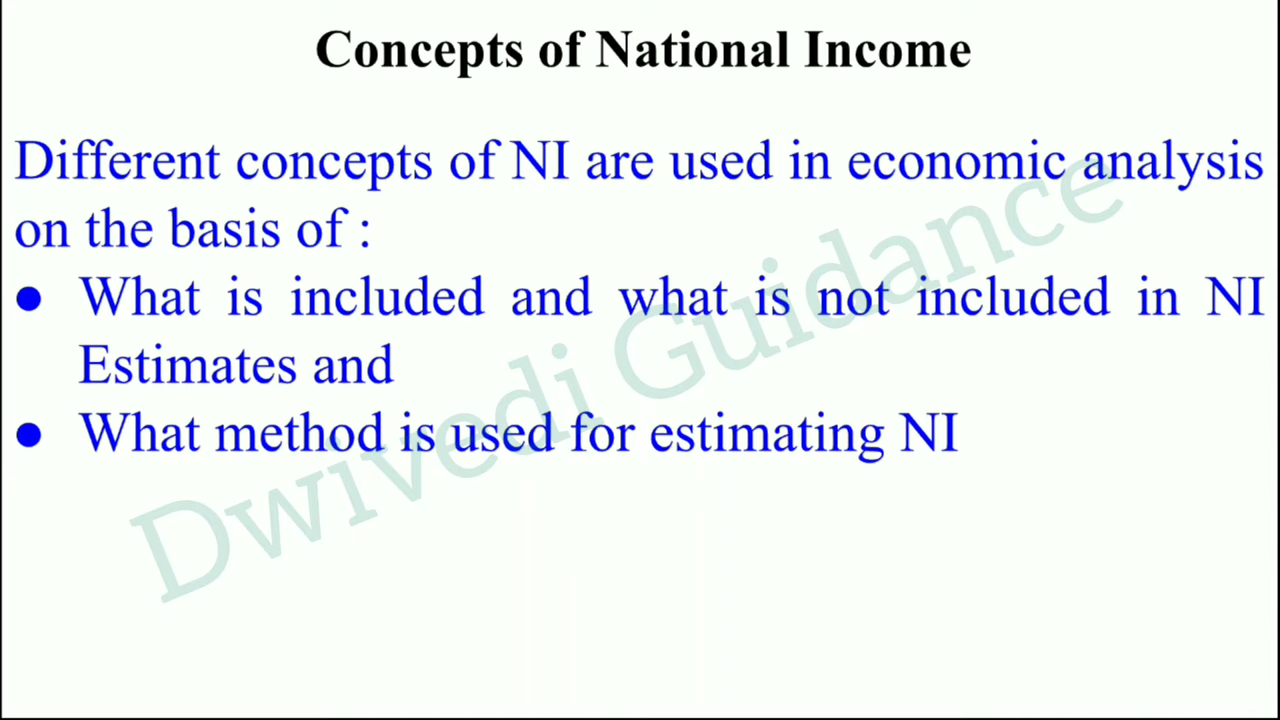 Concepts of National Income
Different concepts of NI are used in economic analysis
on the basis of :
● What is included and what is not included in NI
Estimates and
● What method is used for estimating NI
Dwivedi Guidance